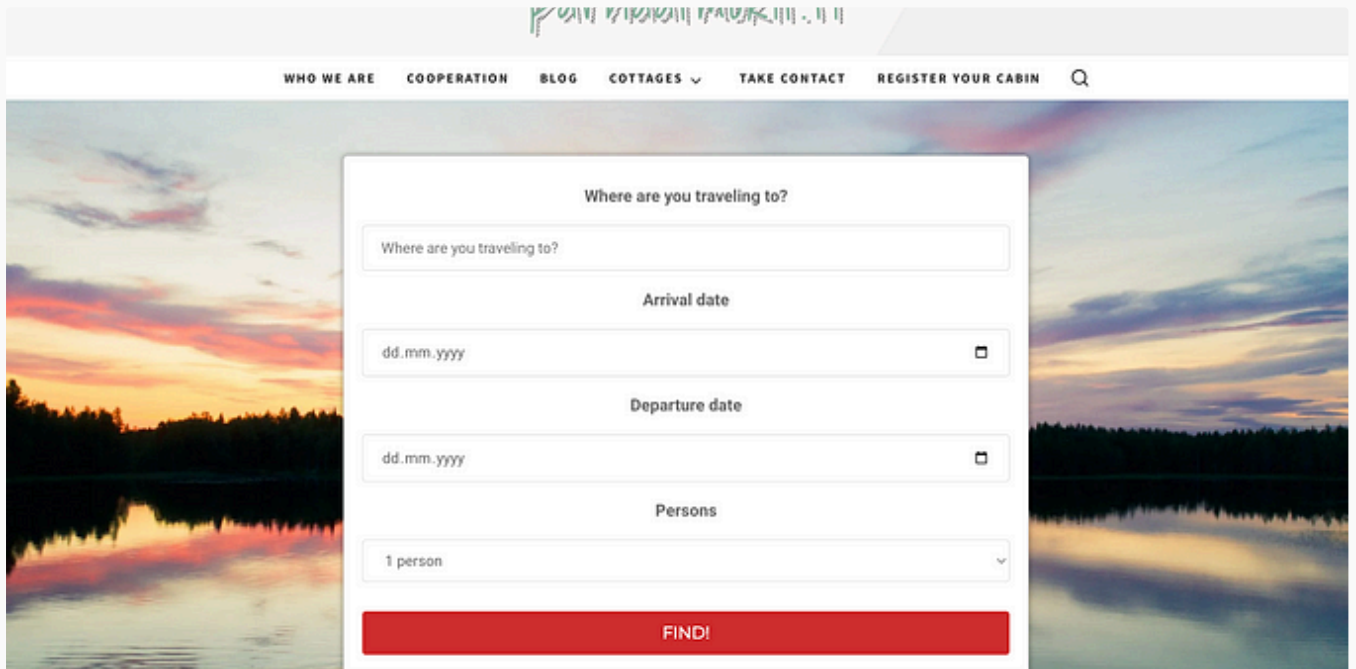 WHO WE ARE COOPERATION BLOG COTTAGES TAKE CONTACT REGISTER YOUR CABIN
Where are you traveling to?
Where are you traveling to?
Arrival date
dd.mm.yyyy
Departure date
dd.mm.yyyy
Persons
1 person
FIND!